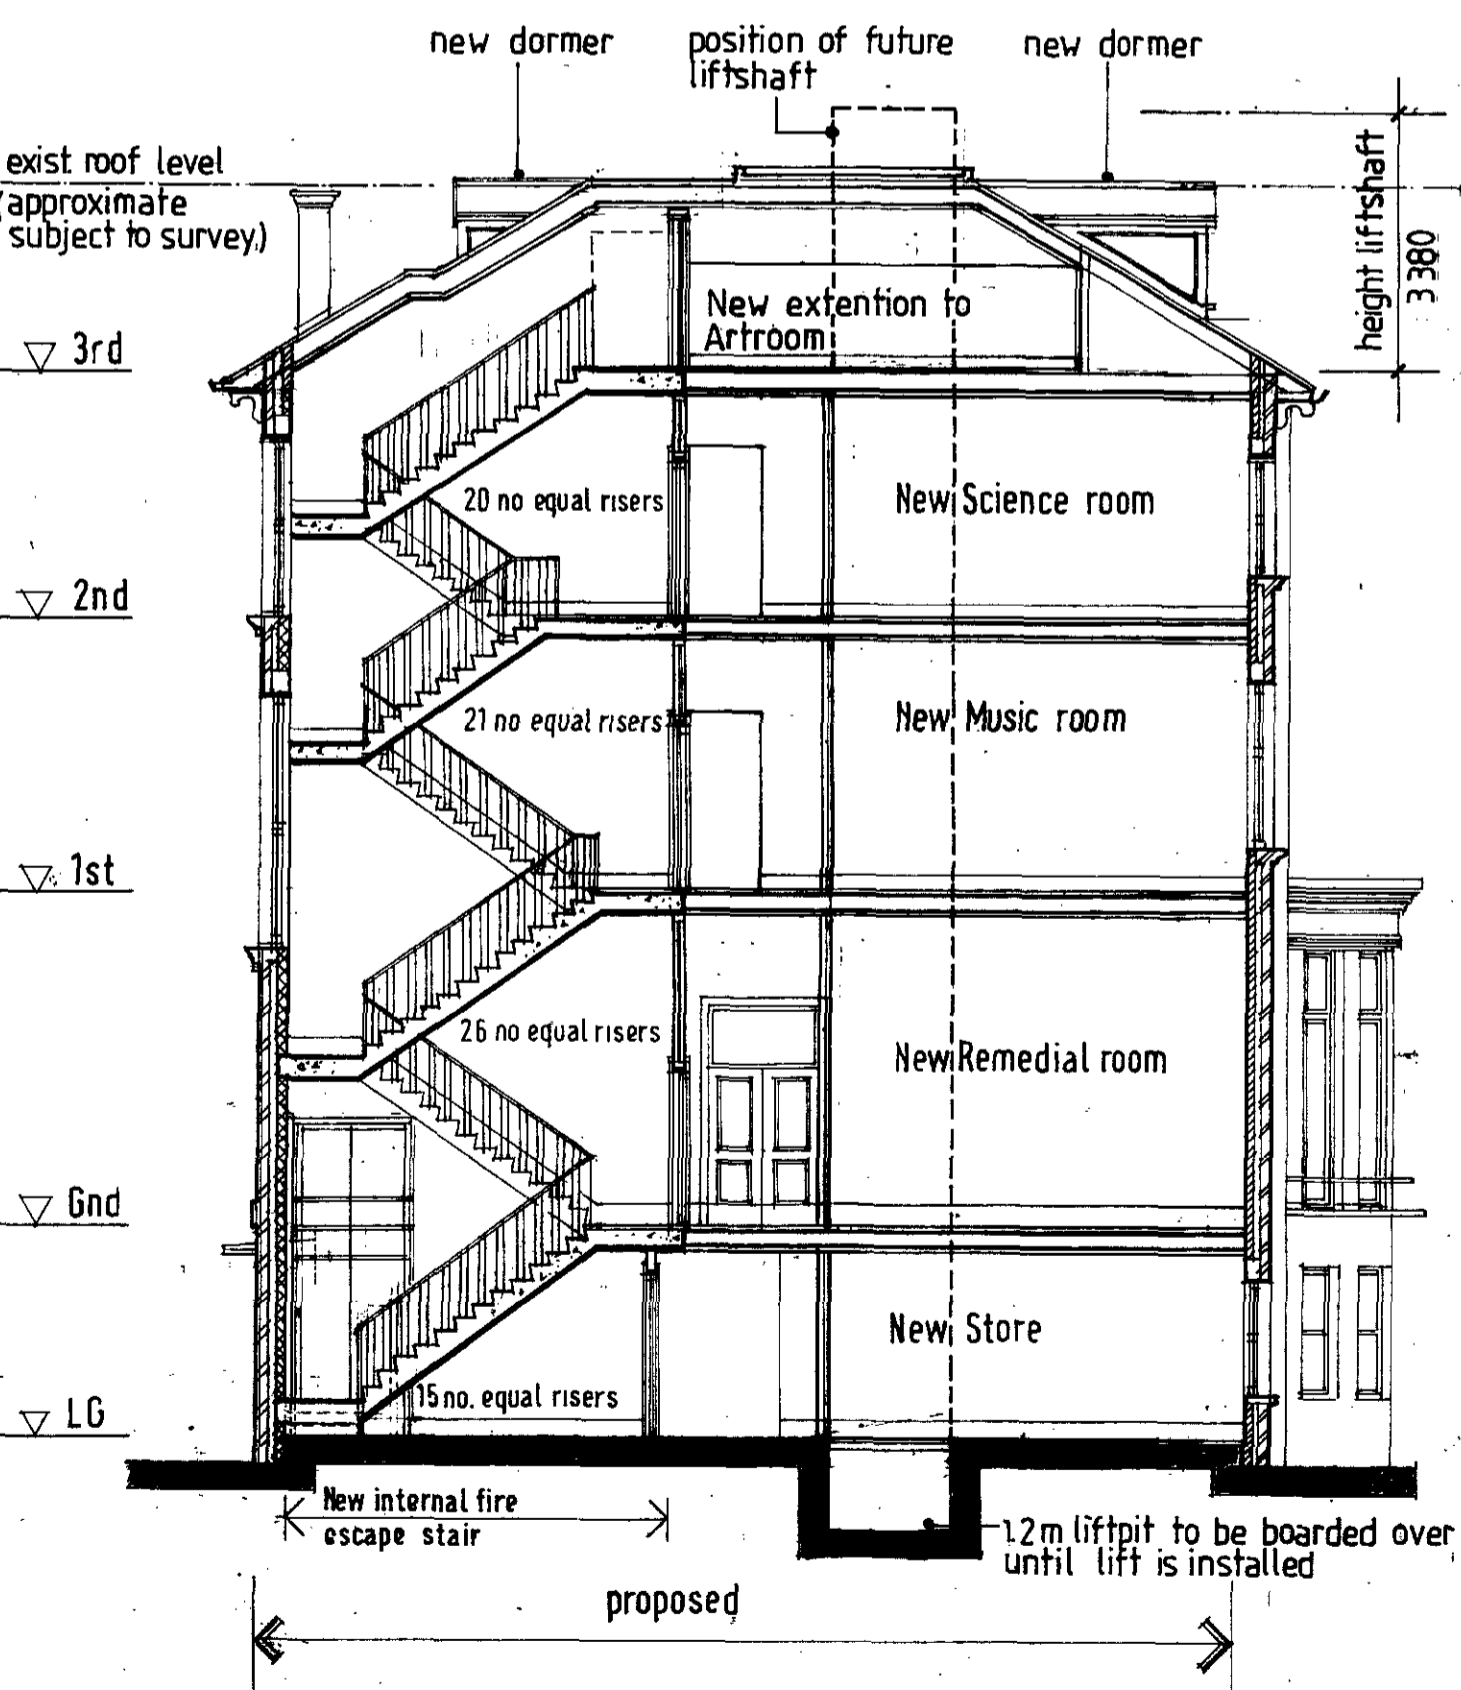 new dormer
position of future
liftshaft
new dormer
exist roof level
(approximate
subject to survey.)
height liftshaft
3380
New extention to
Artroom
3rd
20 no equal risers
New Science room
2nd
21 no equal risers
New Music room
1st
26 no equal risers
New Remedial room
Gnd
New Store
15 no. equal risers
LG
New internal fire
escape stair
1.2m liftpit to be boarded over
until lift is installed
proposed